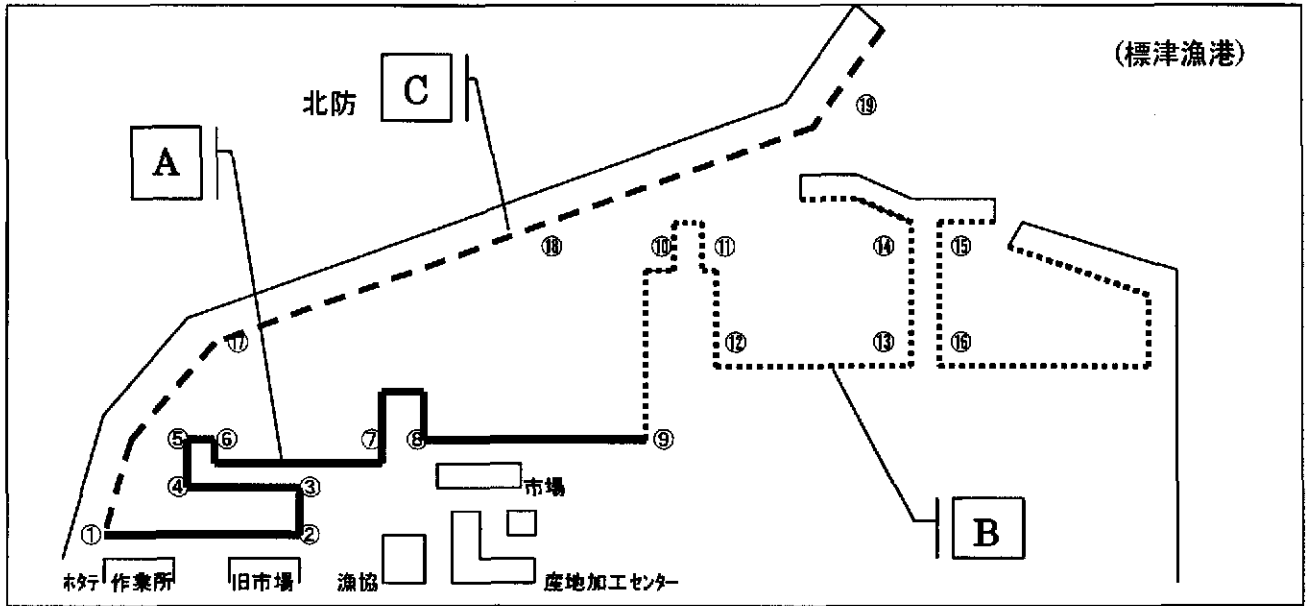 (標津漁港)
北防
C
A
⑲
⑱
⑩
⑪
⑭
⑮
⑰
⑫
⑬
⑯
⑤
⑥
⑦
⑧
⑨
④
③
市場
①
②
B
ホタテ 作業所
旧市場
漁協
産地加工センター